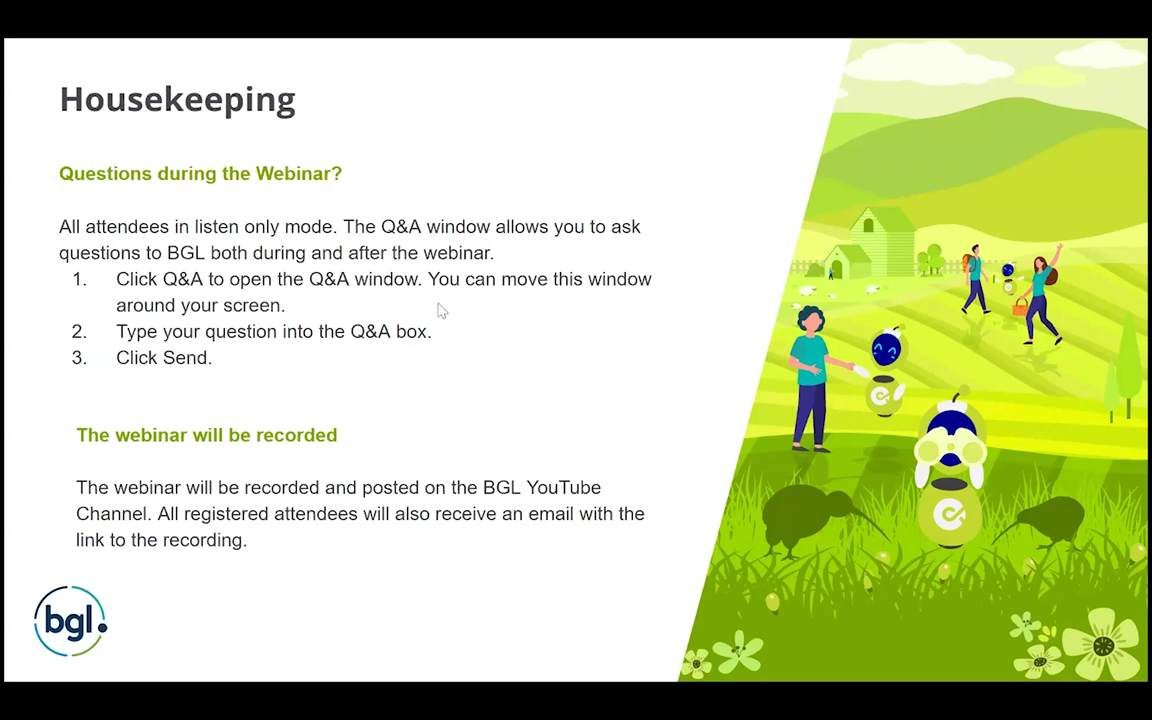 Housekeeping
Questions during the Webinar?
All attendees in listen only mode. The Q&A window allows you to ask
questions to BGL both during and after the webinar.
1. Click Q&A to open the Q&A window. You can move this window
around your screen.
2. Type your question into the Q&A box.
3. Click Send.
The webinar will be recorded
The webinar will be recorded and posted on the BGL YouTube
Channel. All registered attendees will also receive an email with the
link to the recording.
bgl.